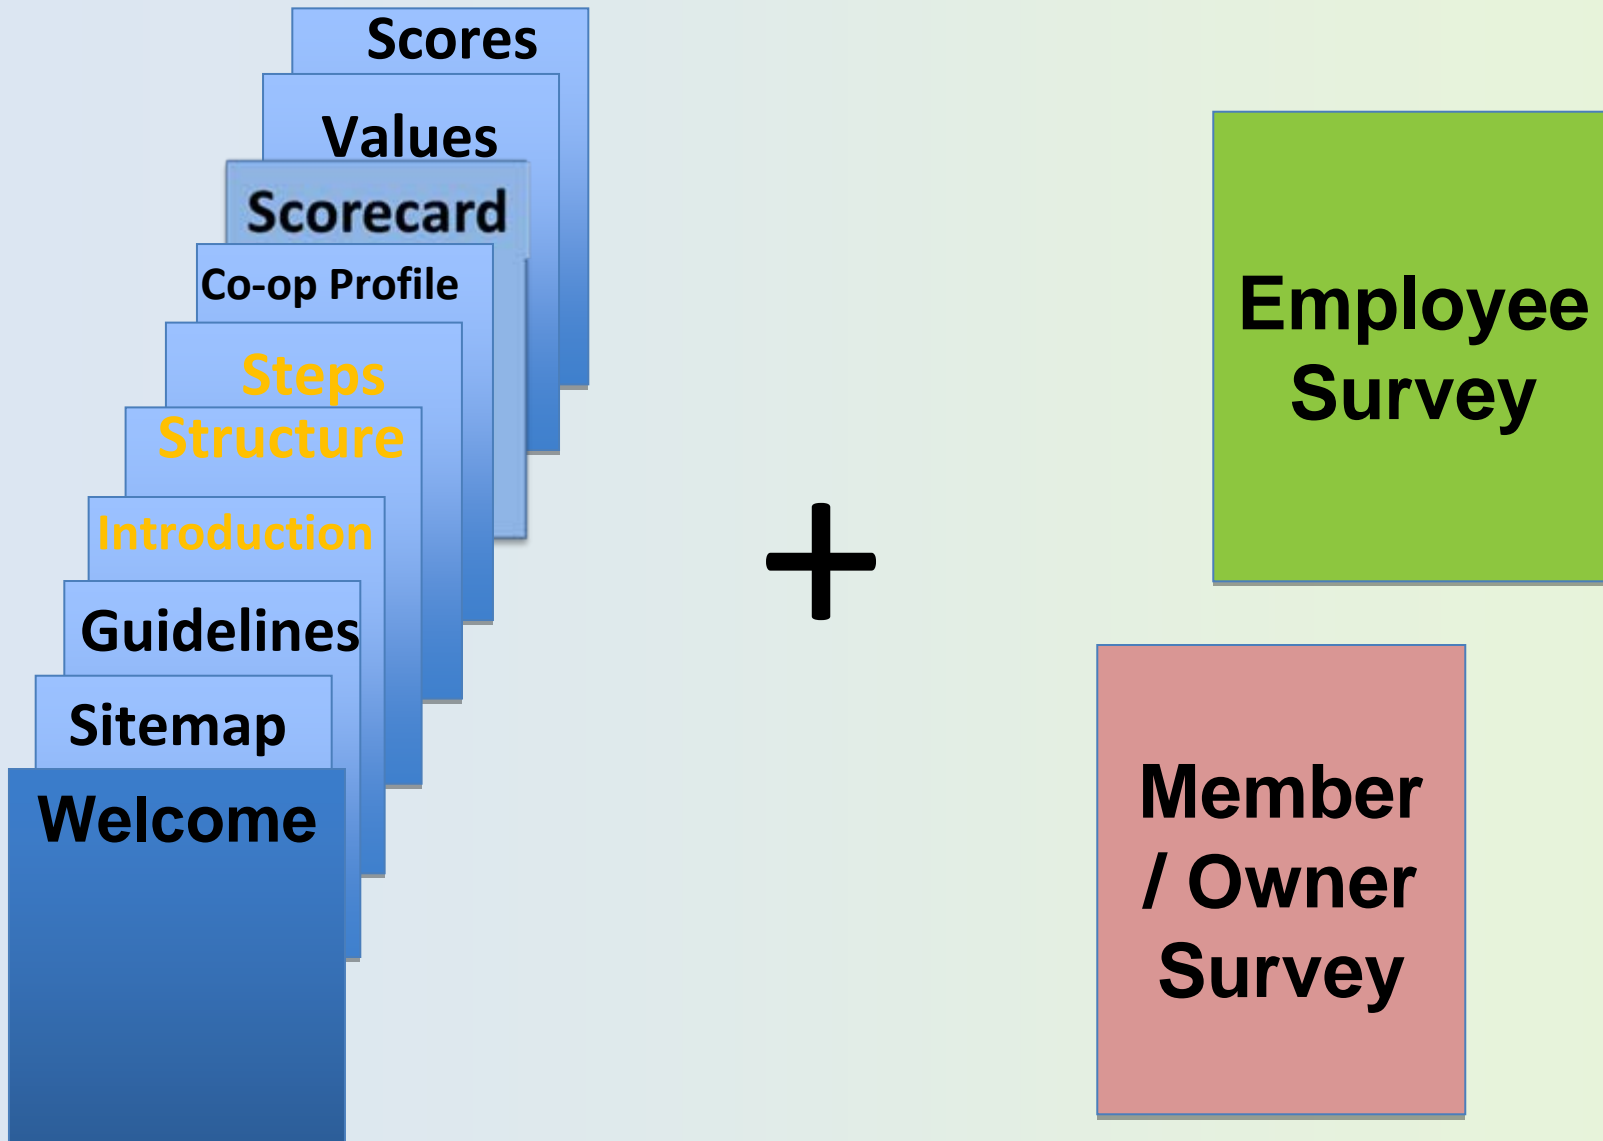 Scores
Values
Scorecard
Co-op Profile
Steps
Structure
Introduction
Guidelines
Sitemap
Welcome
+
Employee
Survey
Member
/ Owner
Survey